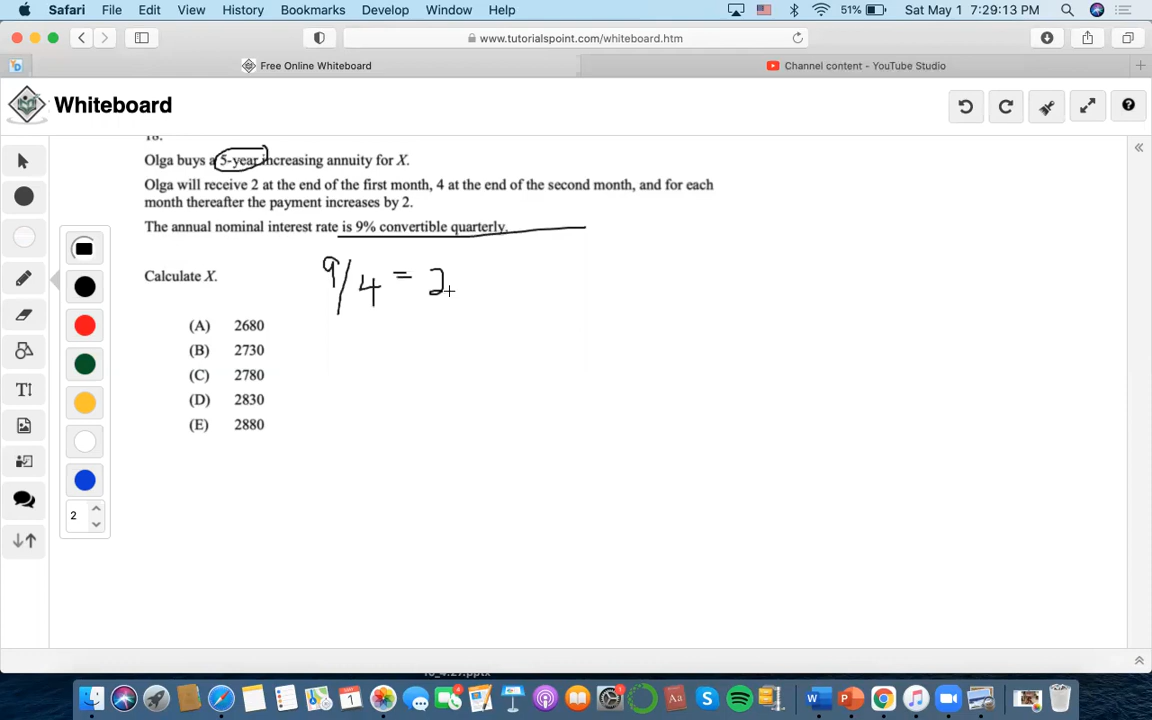 Safari File Edit View History Bookmarks Develop Window Help 51% Sat May 1 7:29:13 PM
www.tutorialspoint.com/whiteboard.htm
Free Online Whiteboard Channel content - YouTube Studio
Whiteboard
18.
Olga buys a 5-year increasing annuity for X.
Olga will receive 2 at the end of the first month, 4 at the end of the second month, and for each
month thereafter the payment increases by 2.
The annual nominal interest rate is 9% convertible quarterly.
9/4 = 2
Calculate X.
(A) 2680
(B) 2730
(C) 2780
(D) 2830
(E) 2880
2